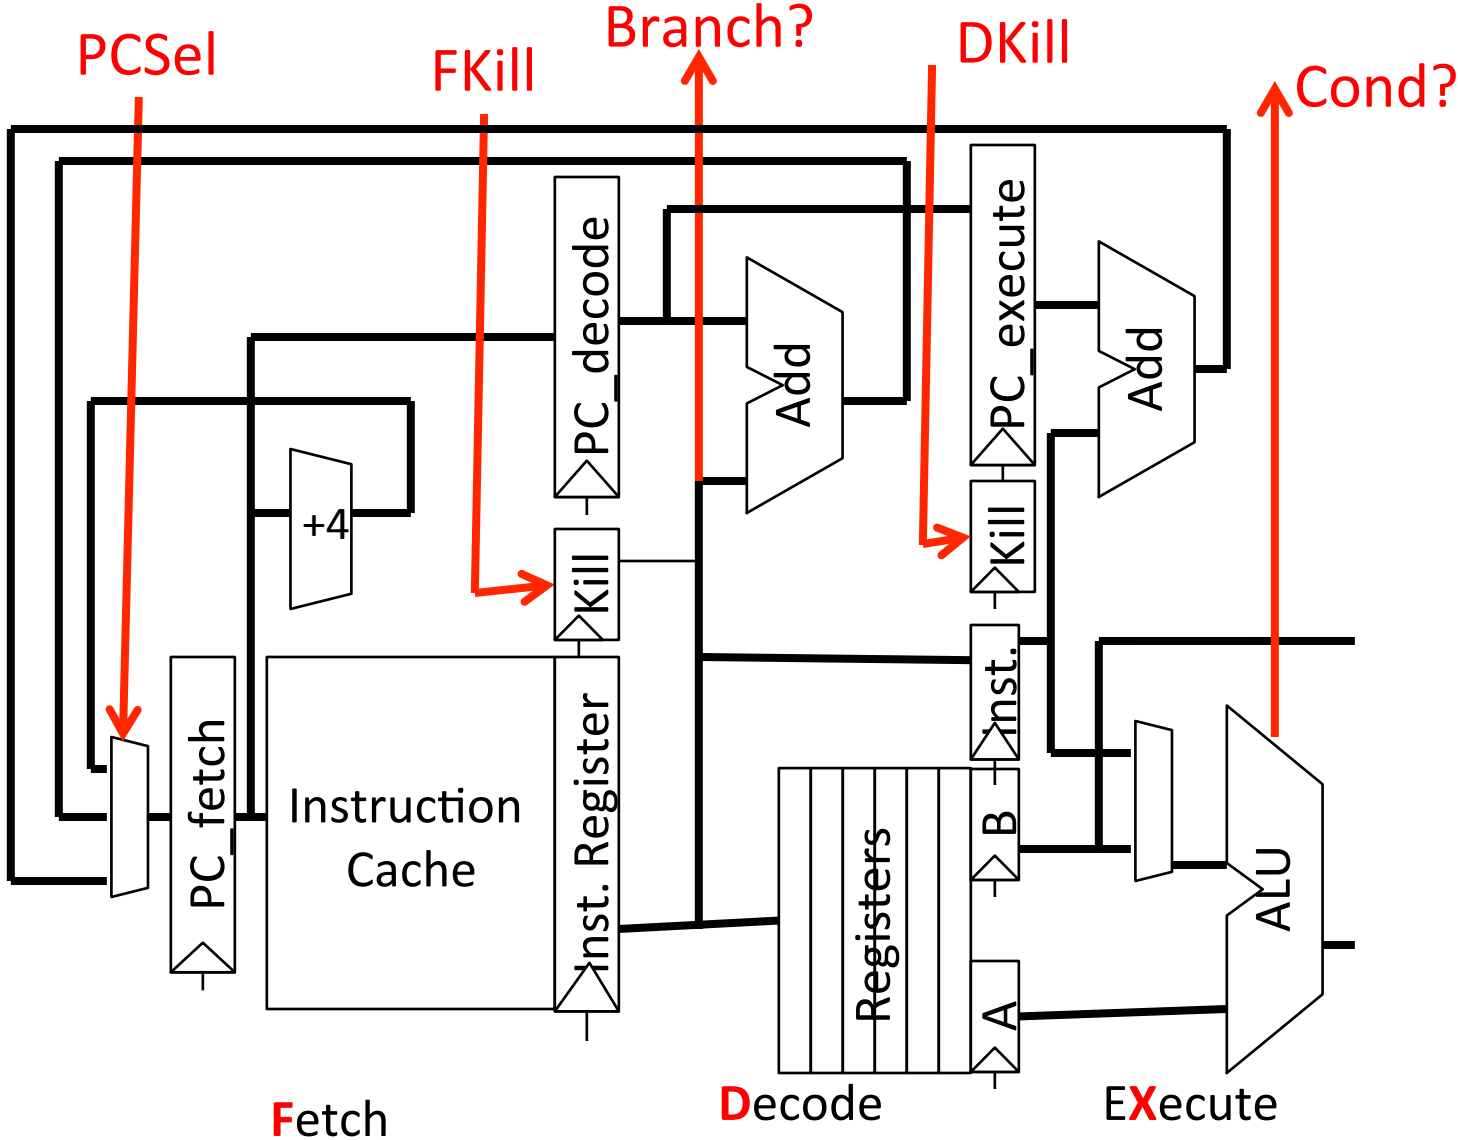 PCSel
FKill
Branch?
DKill
Cond?
PC_decode
PC_execute
Add
Add
+4
Kill
Kill
PC_fetch
Instruction
Cache
Inst. Register
Inst.
B
Registers
A
ALU
Fetch
Decode
EXecute